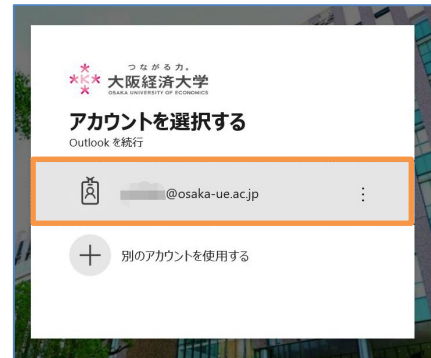 つながる力。
大阪経済大学
OSAKA UNIVERSITY OF ECONOMICS
アカウントを選択する
Outlook を続行
@osaka-ue.ac.jp
別のアカウントを使用する